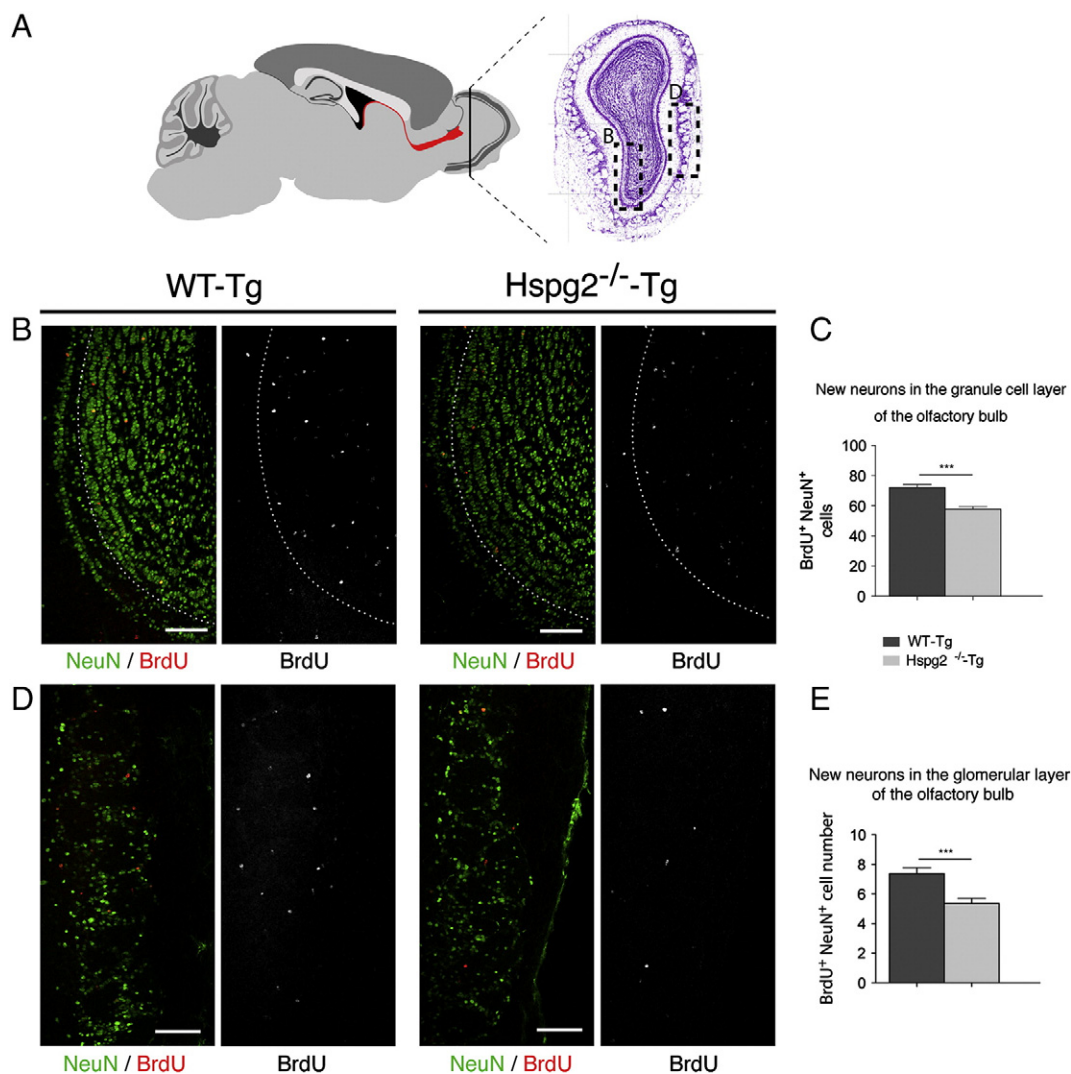 A
D
B
WT-Tg
Hspg2-/--Tg
B
NeuN / BrdU
BrdU
NeuN / BrdU
BrdU
C
New neurons in the granule cell layer
of the olfactory bulb
BrdU+ NeuN+
cells
100
80
60
40
20
0
***
WT-Tg
Hspg2 -/--Tg
D
NeuN / BrdU
BrdU
NeuN / BrdU
BrdU
E
New neurons in the glomerular layer
of the olfactory bulb
BrdU+ NeuN+ cell number
10
8
6
4
2
0
***